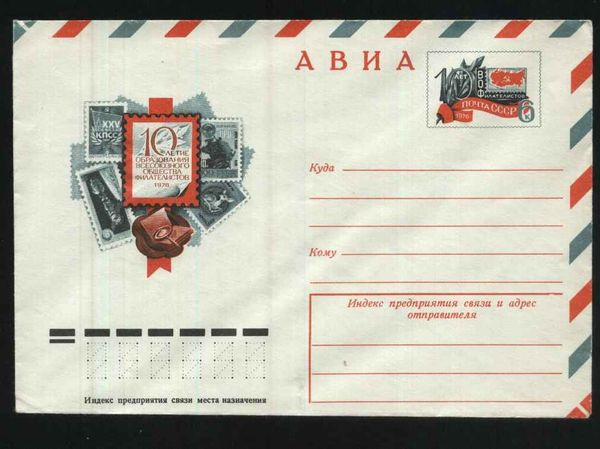 АВИА
10 ЛЕТ
ВОФ
ФИЛАТЕЛИСТОВ
ПОЧТА СССР
1976
6
К
XXV
КПСС
10
ЛЕТИЕ
ОБРАЗОВАНИЯ
ВСЕСОЮЗНОГО
ОБЩЕСТВА
ФИЛАТЕЛИСТОВ
1976
Куда
Кому
Индекс предприятия связи и адрес
отправителя
Индекс предприятия связи места назначения